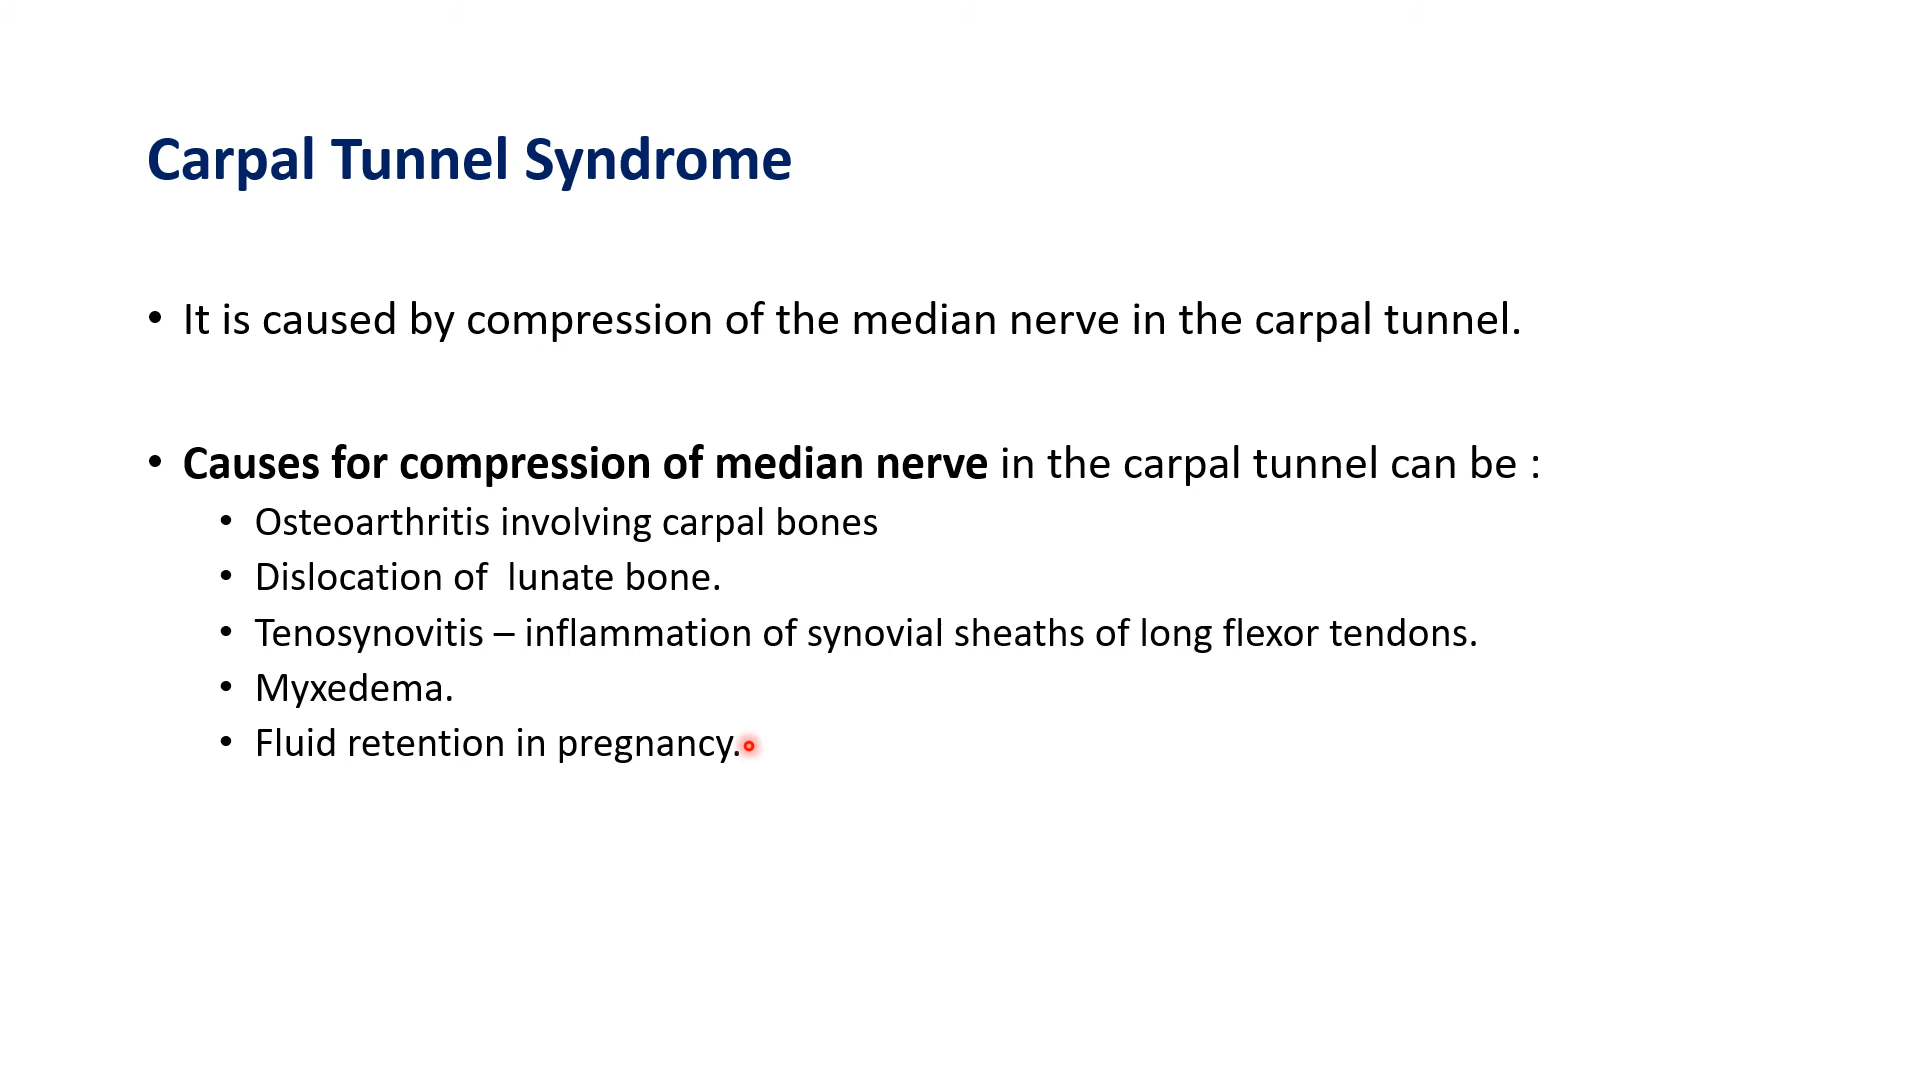 Carpal Tunnel Syndrome
• It is caused by compression of the median nerve in the carpal tunnel.
• Causes for compression of median nerve in the carpal tunnel can be :
• Osteoarthritis involving carpal bones
• Dislocation of  lunate bone.
• Tenosynovitis – inflammation of synovial sheaths of long flexor tendons.
• Myxedema.
• Fluid retention in pregnancy.